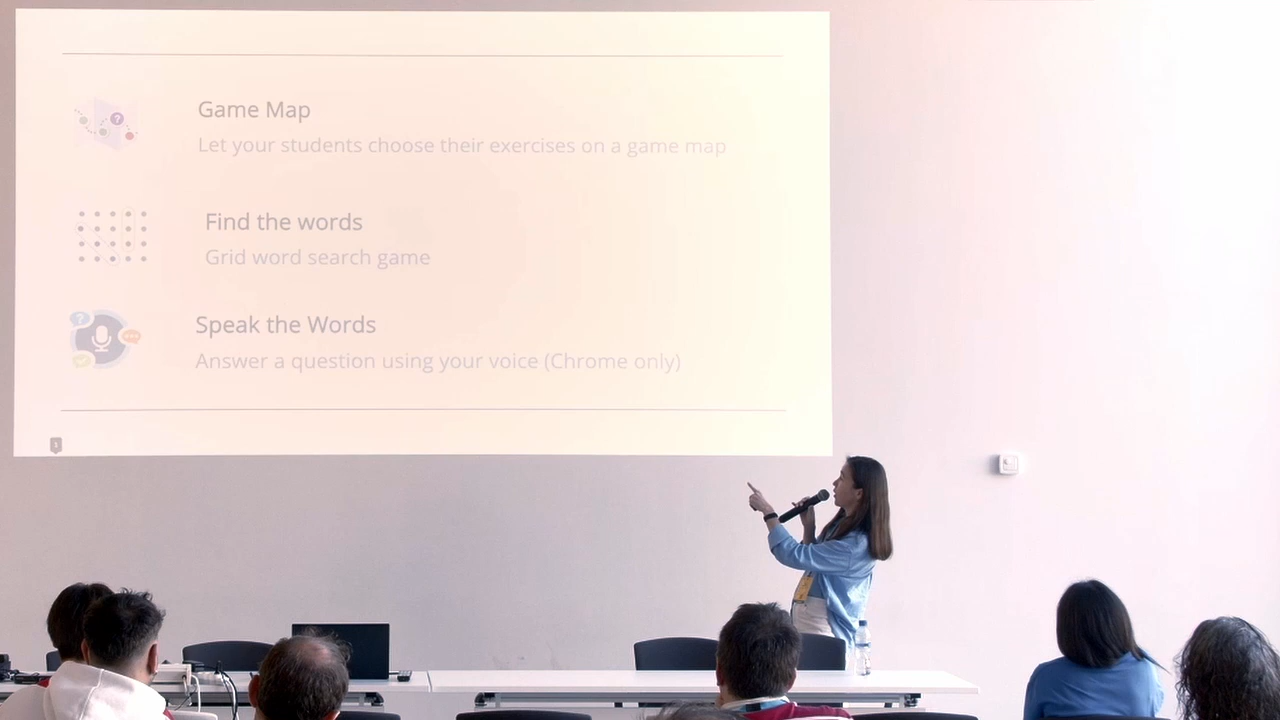 Game Map
Let your students choose their exercises on a game map
Find the words
Grid word search game
Speak the Words
Answer a question using your voice (Chrome only)